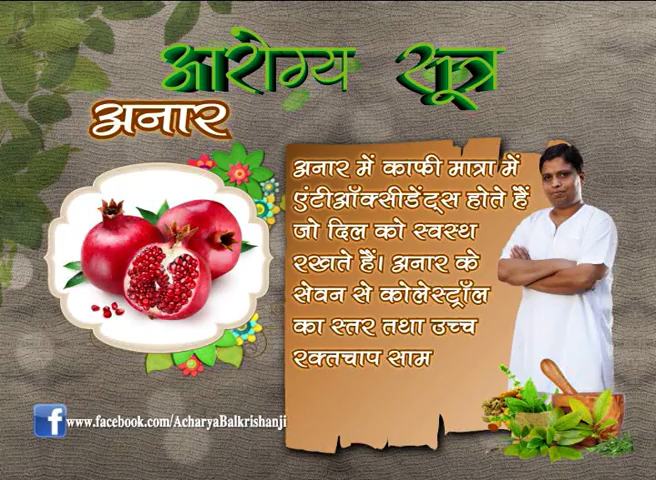 आरोग्य सूत्र
अनार
अनार में काफी मात्रा में
एंटीऑक्सीडेंट्स होते हैं
जो दिल को स्वस्थ
रखते हैं। अनार के
सेवन से कोलेस्ट्रॉल
का स्तर तथा उच्च
रक्तचाप साम
f www.facebook.com/AcharyaBalkrishanji